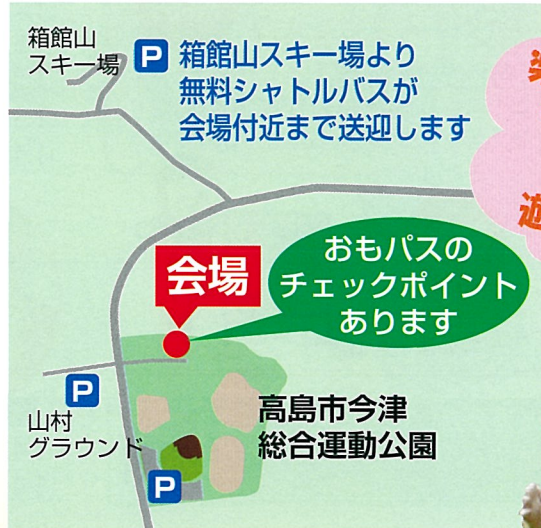 箱館山
スキー場
P
箱館山スキー場より
無料シャトルバスが
会場付近まで送迎します
会場
おもパスの
チェックポイント
あります
P
山村
グラウンド
高島市今津
総合運動公園
P
遊